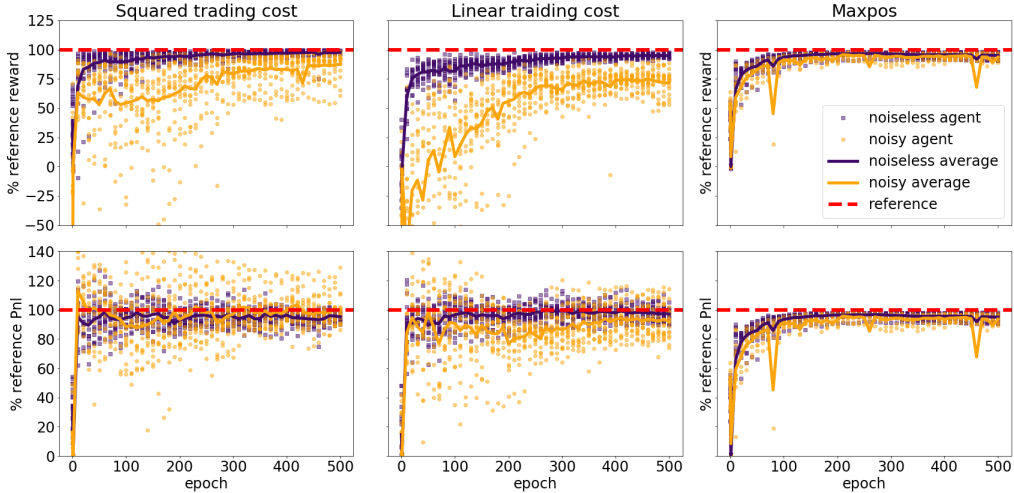 Squared trading cost
Linear traiding cost
Maxpos
% reference reward
125
100
75
50
25
0
−25
−50
noiseless agent
noisy agent
noiseless average
noisy average
reference
% reference Pnl
140
120
100
80
60
40
20
0
% reference Pnl
% reference reward
0 100 200 300 400 500
epoch
0 100 200 300 400 500
epoch
0 100 200 300 400 500
epoch